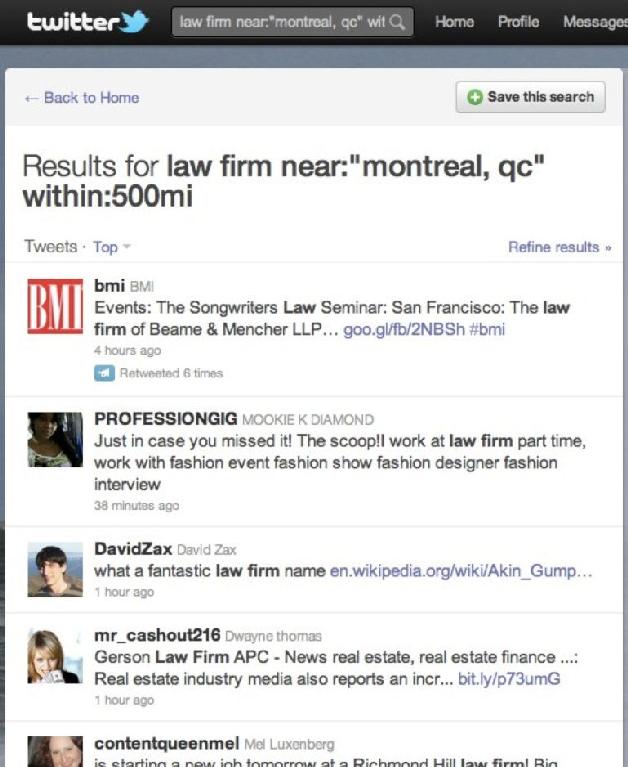 twitter
law firm near:"montreal, qc" wit
Home Profile Messages
← Back to Home
Save this search
Results for law firm near:"montreal, qc"
within:500mi
Tweets · Top
Refine results »
BMI
bmi BMI
Events: The Songwriters Law Seminar: San Francisco: The law
firm of Beame & Mencher LLP... goo.gl/fb/2NBSh #bmi
4 hours ago
Retweeted 6 times
PROFESSIONGIG MOOKIE K DIAMOND
Just in case you missed it! The scoop!I work at law firm part time,
work with fashion event fashion show fashion designer fashion
interview
38 minutes ago
DavidZax David Zax
what a fantastic law firm name en.wikipedia.org/wiki/Akin_Gump...
1 hour ago
mr_cashout216 Dwayne thomas
Gerson Law Firm APC - News real estate, real estate finance ...:
Real estate industry media also reports an incr... bit.ly/p73umG
1 hour ago
contentqueenmel Mel Luxenberg
is starting a new job tomorrow at a Richmond Hill law firm! Big